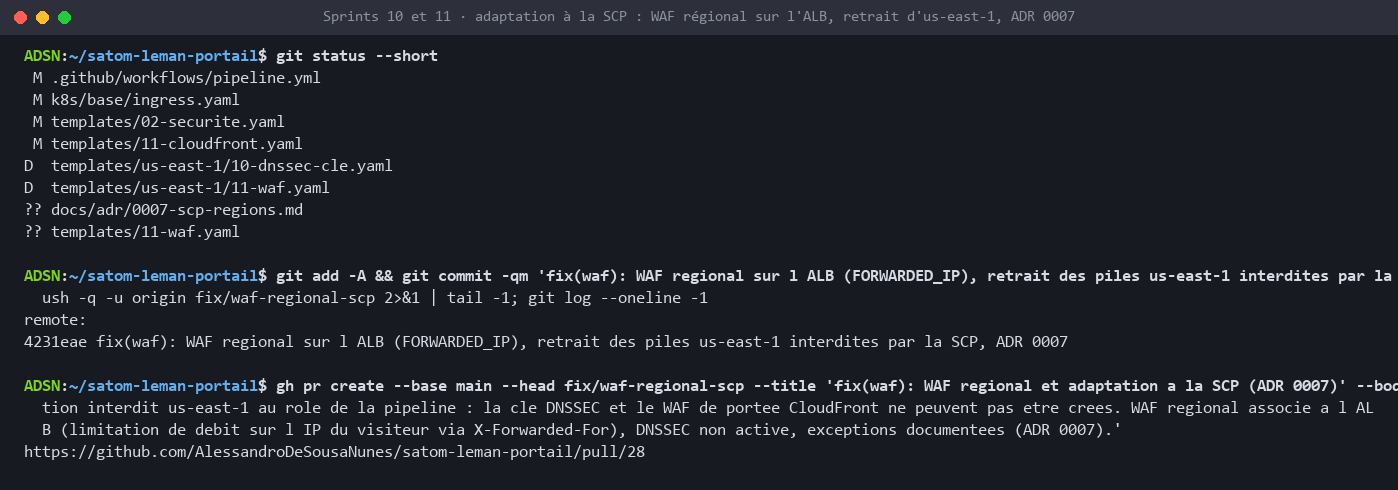 Sprints 10 et 11 · adaptation à la SCP : WAF régional sur l'ALB, retrait d'us-east-1, ADR 0007
ADSN:~/satom-leman-portail$ git status --short
 M .github/workflows/pipeline.yml
 M k8s/base/ingress.yaml
 M templates/02-securite.yaml
 M templates/11-cloudfront.yaml
D  templates/us-east-1/10-dnssec-cle.yaml
D  templates/us-east-1/11-waf.yaml
?? docs/adr/0007-scp-regions.md
?? templates/11-waf.yaml
ADSN:~/satom-leman-portail$ git add -A && git commit -qm 'fix(waf): WAF regional sur l ALB (FORWARDED_IP), retrait des piles us-east-1 interdites par la
  ush -q -u origin fix/waf-regional-scp 2>&1 | tail -1; git log --oneline -1
remote:
4231eae fix(waf): WAF regional sur l ALB (FORWARDED_IP), retrait des piles us-east-1 interdites par la SCP, ADR 0007
ADSN:~/satom-leman-portail$ gh pr create --base main --head fix/waf-regional-scp --title 'fix(waf): WAF regional et adaptation a la SCP (ADR 0007)' --bod
  tion interdit us-east-1 au role de la pipeline : la cle DNSSEC et le WAF de portee CloudFront ne peuvent pas etre crees. WAF regional associe a l AL
  B (limitation de debit sur l IP du visiteur via X-Forwarded-For), DNSSEC non active, exceptions documentees (ADR 0007).'
https://github.com/AlessandroDeSousaNunes/satom-leman-portail/pull/28